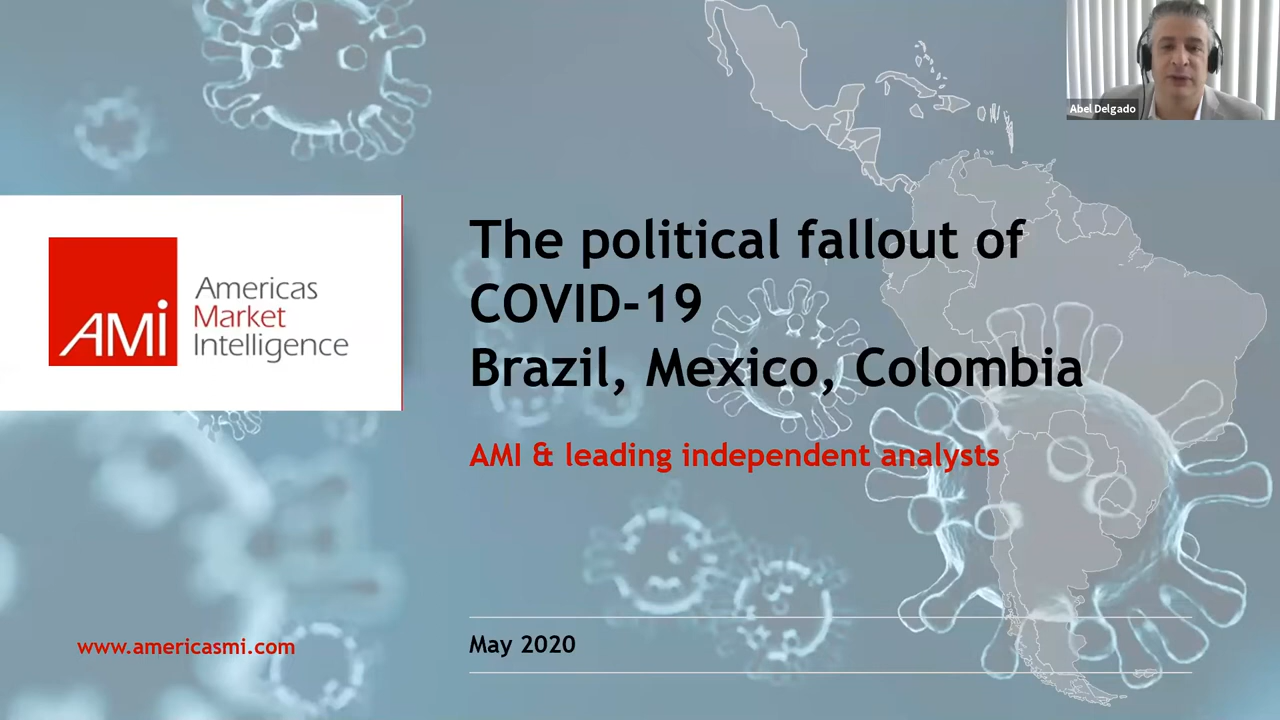 Abel Delgado
AMi
Americas
Market
Intelligence
The political fallout of
COVID-19
Brazil, Mexico, Colombia
AMI & leading independent analysts
www.americasmi.com
May 2020